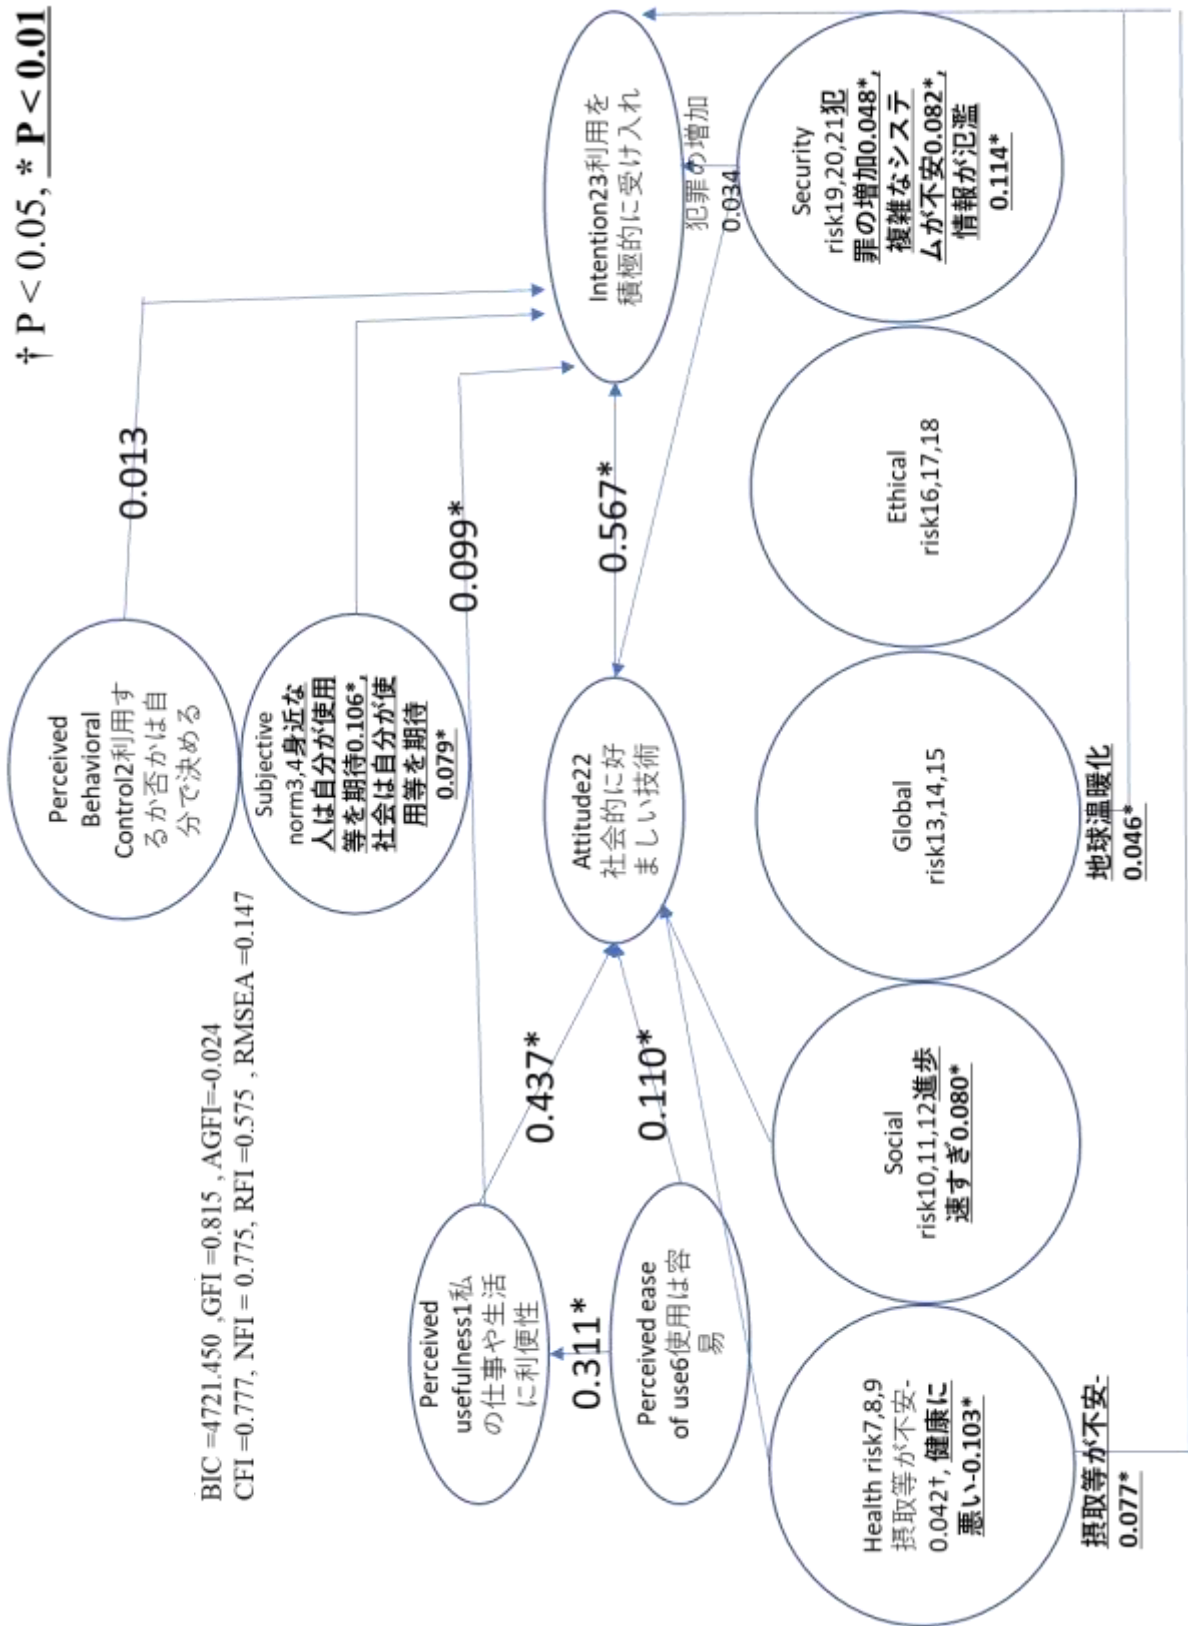 † P < 0.05, * P < 0.01
BIC =4721.450 ,GFI =0.815 , AGFI=-0.024
CFI =0.777, NFI = 0.775, RFI =0.575 , RMSEA =0.147
Perceived
Behavioral
Control2利用す
るか否かは自
分で決める
0.013
Subjective
norm3,4身近な
人は自分が使用
等を期待0.106*,
社会は自分が使
用等を期待
0.079*
0.099*
Perceived
usefulness1私
の仕事や生活
に利便性
0.437*
0.311*
Perceived ease
of use6使用は容
易
0.110*
Attitude22
社会的に好
ましい技術
0.567*
Intention23利用を
積極的に受け入れ
犯罪の増加
0.034
Health risk7,8,9
摂取等が不安-
0.042†, 健康に
悪い-0.103*
Social
risk10,11,12進歩
速すぎ0.080*
Global
risk13,14,15
Ethical
risk16,17,18
Security
risk19,20,21犯
罪の増加0.048*,
複雑なシステ
ムが不安0.082*,
情報が氾濫
0.114*
摂取等が不安-
0.077*
地球温暖化
0.046*